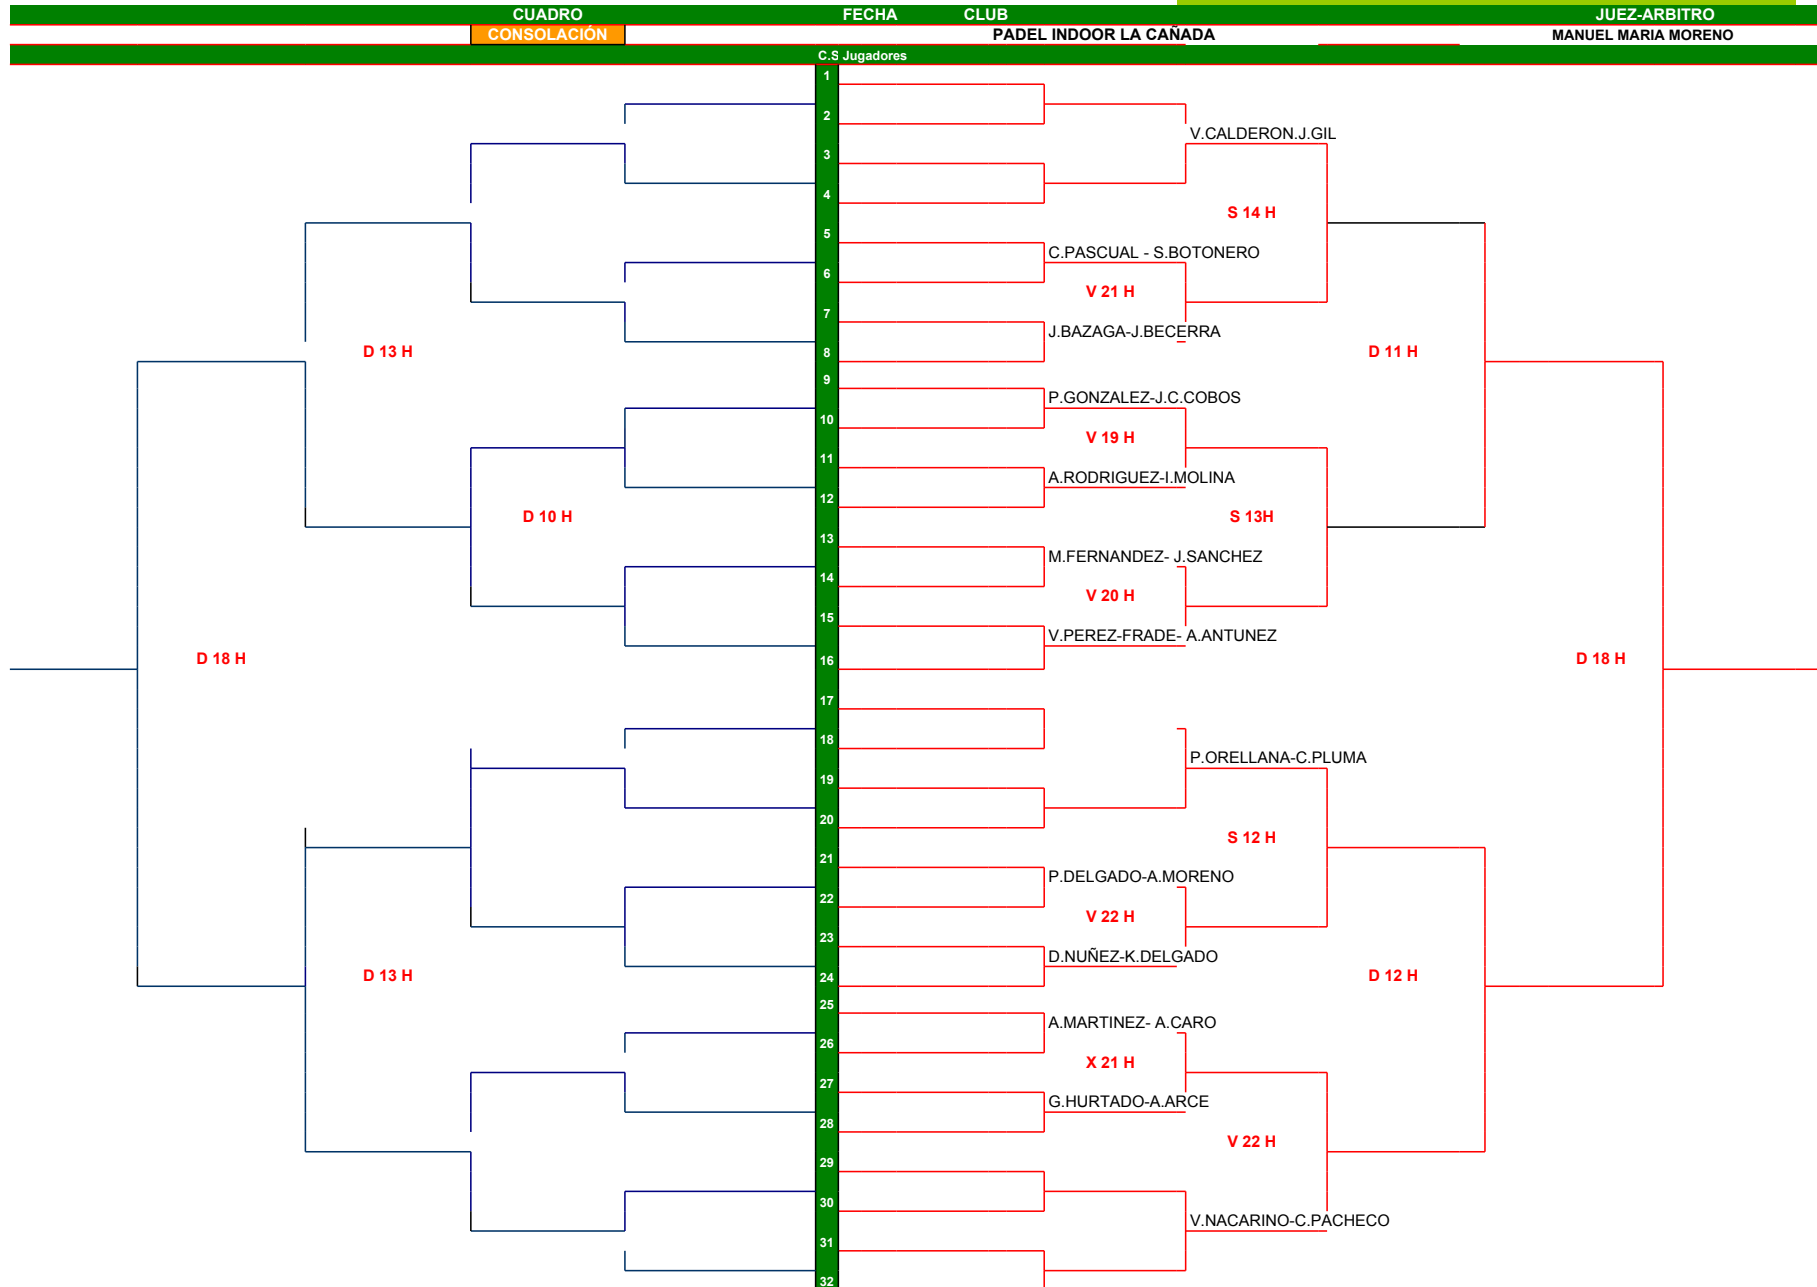 CUADRO FECHA CLUB JUEZ-ARBITRO
CONSOLACIÓN PADEL INDOOR LA CAÑADA MANUEL MARIA MORENO
C.S Jugadores
1
2
V.CALDERON.J.GIL
3
4
S 14 H
5
C.PASCUAL - S.BOTONERO
6
V 21 H
7
J.BAZAGA-J.BECERRA
D 13 H 8 D 11 H
9
P.GONZALEZ-J.C.COBOS
10
V 19 H
11
A.RODRIGUEZ-I.MOLINA
12
D 10 H S 13H
13
M.FERNANDEZ- J.SANCHEZ
14
V 20 H
15
V.PEREZ-FRADE- A.ANTUNEZ
D 18 H 16 D 18 H
17
18
P.ORELLANA-C.PLUMA
19
20
S 12 H
21
P.DELGADO-A.MORENO
22
V 22 H
23
D.NUÑEZ-K.DELGADO
D 13 H 24 D 12 H
25
A.MARTINEZ- A.CARO
26
X 21 H
27
G.HURTADO-A.ARCE
28
V 22 H
29
30
V.NACARINO-C.PACHECO
31
32